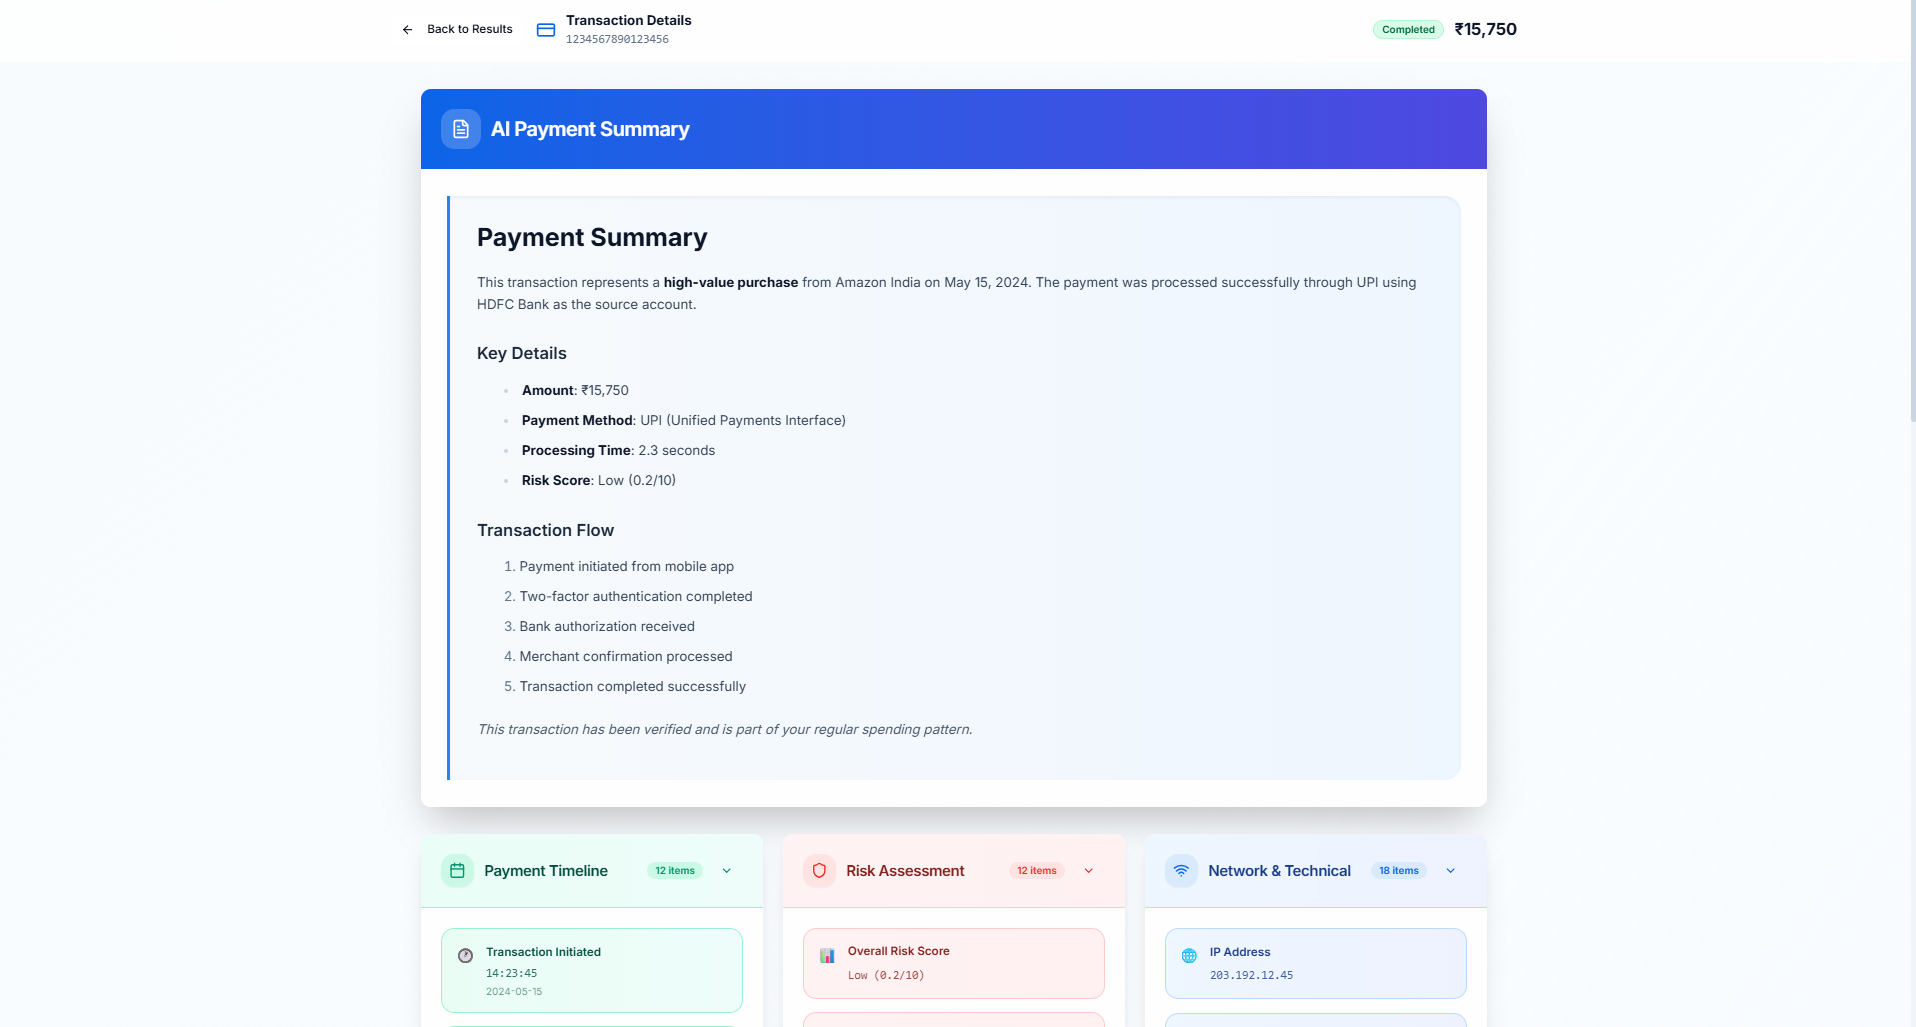 Back to Results
Transaction Details
1234567890123456
Completed
₹15,750
AI Payment Summary
Payment Summary
This transaction represents a high-value purchase from Amazon India on May 15, 2024. The payment was processed successfully through UPI using
HDFC Bank as the source account.
Key Details
Amount: ₹15,750
Payment Method: UPI (Unified Payments Interface)
Processing Time: 2.3 seconds
Risk Score: Low (0.2/10)
Transaction Flow
1. Payment initiated from mobile app
2. Two-factor authentication completed
3. Bank authorization received
4. Merchant confirmation processed
5. Transaction completed successfully
This transaction has been verified and is part of your regular spending pattern.
Payment Timeline
12 items
Transaction Initiated
14:23:45
2024-05-15
Risk Assessment
12 items
Overall Risk Score
Low (0.2/10)
Network & Technical
18 items
IP Address
203.192.12.45